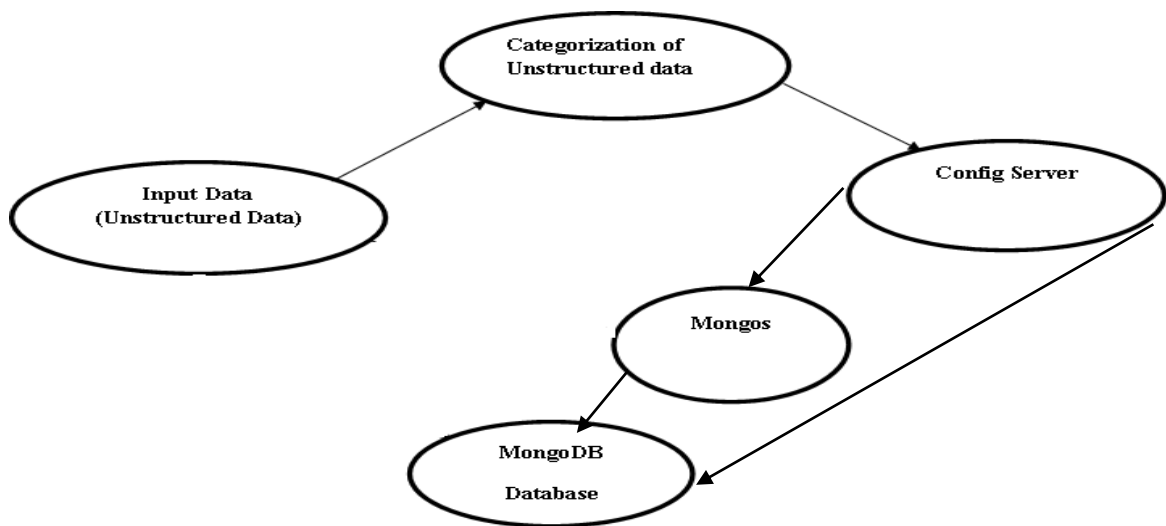 Categorization of
Unstructured data
Input Data
(Unstructured Data)
Config Server
Mongos
MongoDB
Database